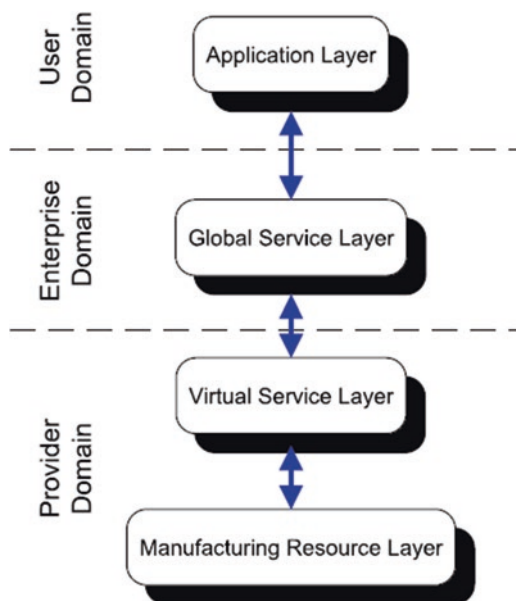 User
Domain
Application Layer
Enterprise
Domain
Global Service Layer
Provider
Domain
Virtual Service Layer
Manufacturing Resource Layer